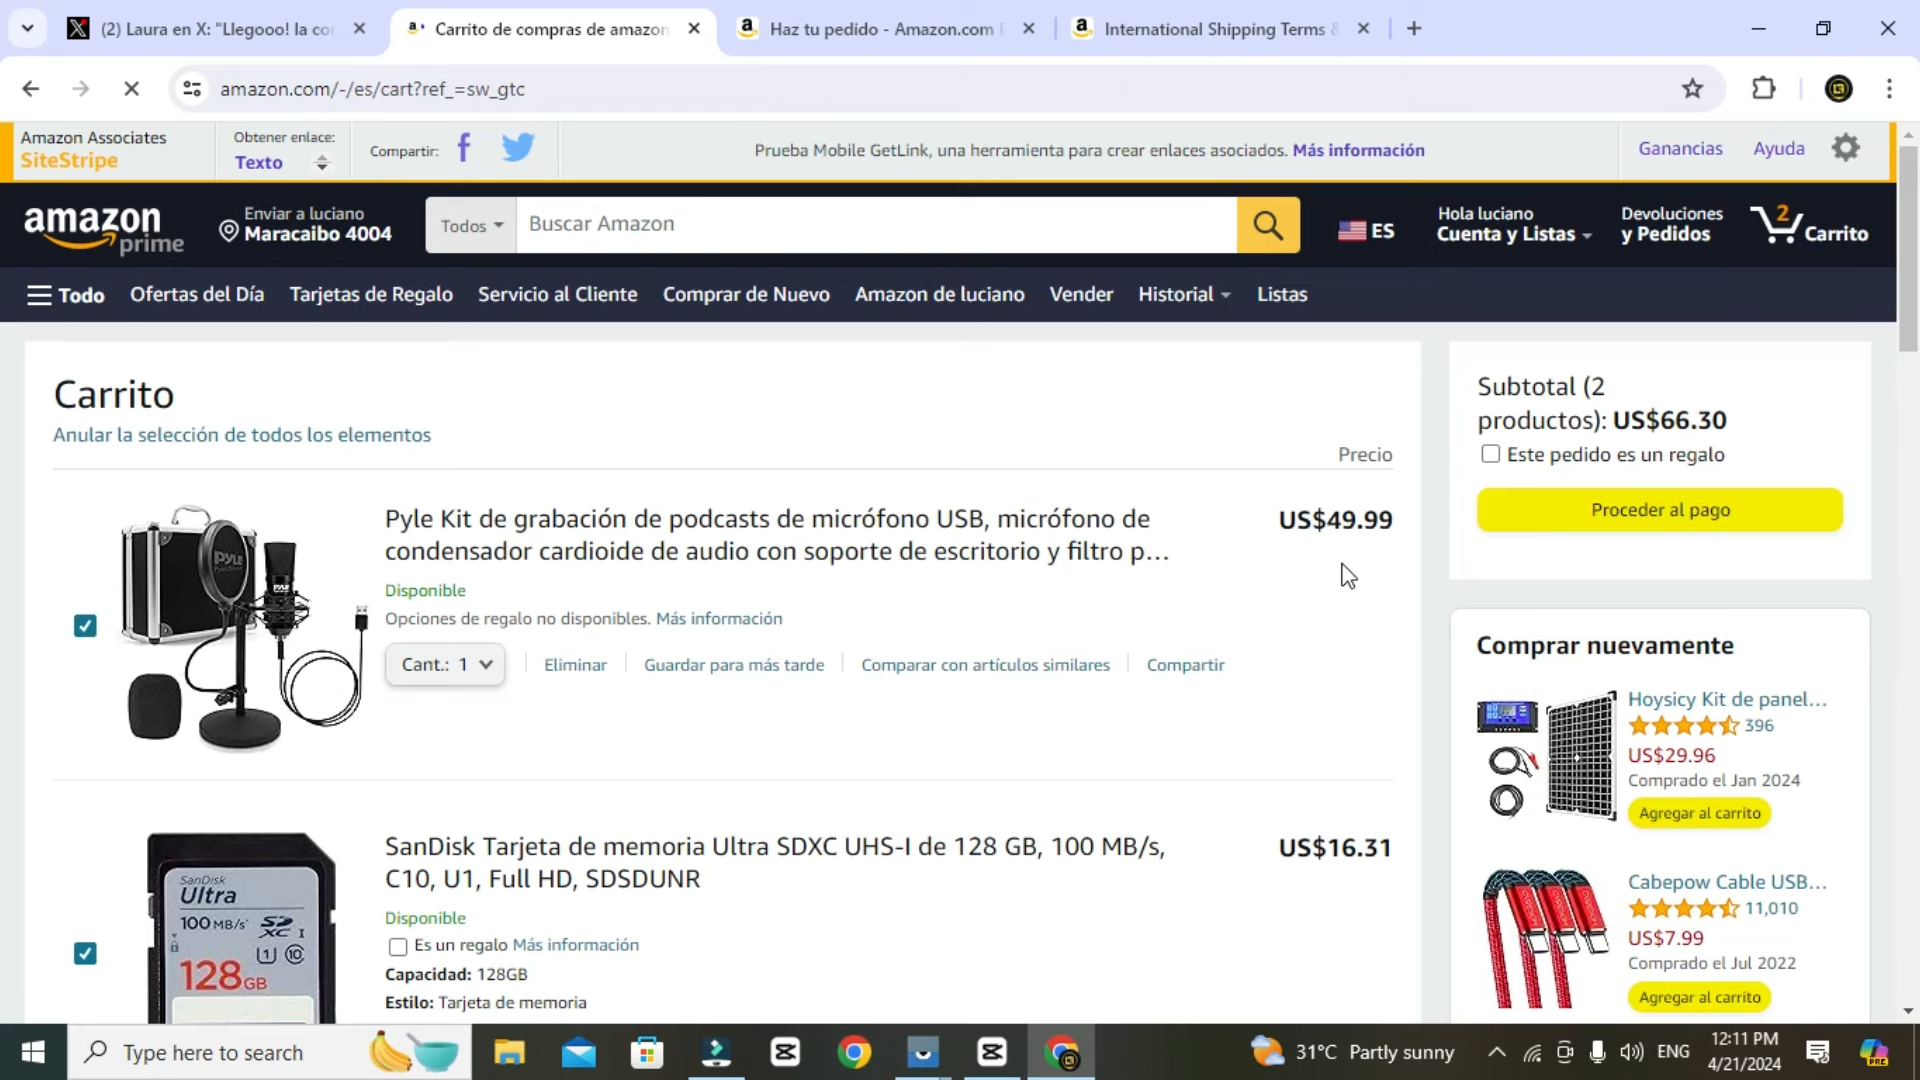 (2) Laura en X: "Llegooo! la co
Carrito de compras de amazon
Haz tu pedido - Amazon.com
International Shipping Terms &
amazon.com/-/es/cart?ref_=sw_gtc
Amazon Associates
SiteStripe
Obtener enlace:
Texto
Compartir:
Prueba Mobile GetLink, una herramienta para crear enlaces asociados. Más información
Ganancias
Ayuda
amazon
prime
Enviar a luciano
Maracaibo 4004
Todos
Buscar Amazon
ES
Hola luciano
Cuenta y Listas
Devoluciones
y Pedidos
2
Carrito
Todo
Ofertas del Día
Tarjetas de Regalo
Servicio al Cliente
Comprar de Nuevo
Amazon de luciano
Vender
Historial
Listas
Carrito
Anular la selección de todos los elementos
Precio
Pyle Kit de grabación de podcasts de micrófono USB, micrófono de
condensador cardioide de audio con soporte de escritorio y filtro p...
US$49.99
Disponible
Opciones de regalo no disponibles. Más información
Cant.: 1
Eliminar
Guardar para más tarde
Comparar con artículos similares
Compartir
PYLE
SanDisk Tarjeta de memoria Ultra SDXC UHS-I de 128 GB, 100 MB/s,
C10, U1, Full HD, SDSDUNR
US$16.31
Disponible
Es un regalo Más información
Capacidad: 128GB
Estilo: Tarjeta de memoria
SanDisk
Ultra
100 MB/s
SD XC I
1 10
128GB
Subtotal (2
productos): US$66.30
Este pedido es un regalo
Proceder al pago
Comprar nuevamente
Hoysicy Kit de panel...
396
US$29.96
Comprado el Jan 2024
Agregar al carrito
Cabepow Cable USB...
11,010
US$7.99
Comprado el Jul 2022
Agregar al carrito
Type here to search
31°C Partly sunny
ENG
12:11 PM
4/21/2024
PRE